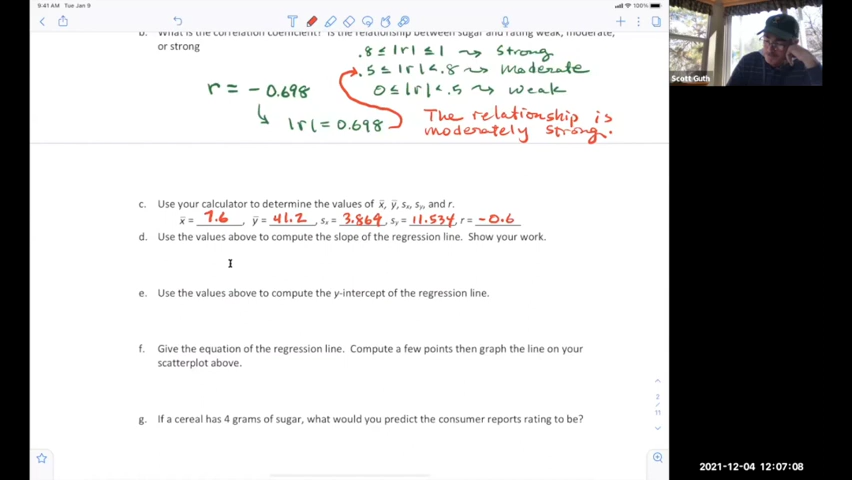 9:41 AM Tue Jan 9
100%
b. What is the correlation coefficient? Is the relationship between sugar and rating weak, moderate,
or strong
.8 ≤ |r| ≤ 1 ⇝ strong
.5 ≤ |r| < .8 ⇝ moderate
0 ≤ |r| < .5 ⇝ weak
r = - 0.698
|r| = 0.698
The relationship is
moderately strong.
c. Use your calculator to determine the values of x̄, ȳ, sₓ, sᵧ, and r.
x̄ = 7.6, ȳ = 41.2, sₓ = 3.869, sᵧ = 11.534, r = -0.6
d. Use the values above to compute the slope of the regression line. Show your work.
e. Use the values above to compute the y-intercept of the regression line.
f. Give the equation of the regression line. Compute a few points then graph the line on your
scatterplot above.
g. If a cereal has 4 grams of sugar, what would you predict the consumer reports rating to be?
2
/
11
Scott Guth
2021-12-04 12:07:08